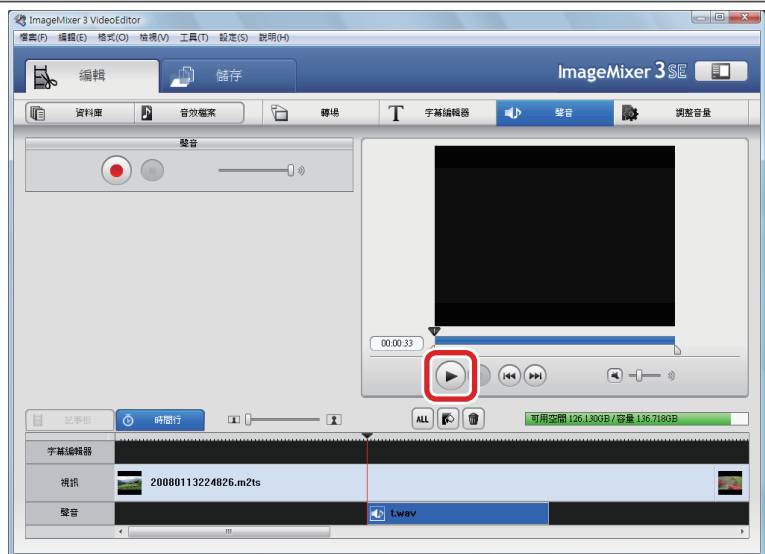 ImageMixer 3 VideoEditor
檔案(F) 編輯(E) 格式(O) 檢視(V) 工具(T) 設定(S) 說明(H)
編輯 儲存 ImageMixer 3 SE
資料庫 音效檔案 轉場 T 字幕編輯器 聲音 調整音量
聲音
00:00:33
記事板 時間行 ALL 可用空間 126.130GB / 容量 136.718GB
字幕編輯器
視訊 20080113224826.m2ts
聲音 t.wav